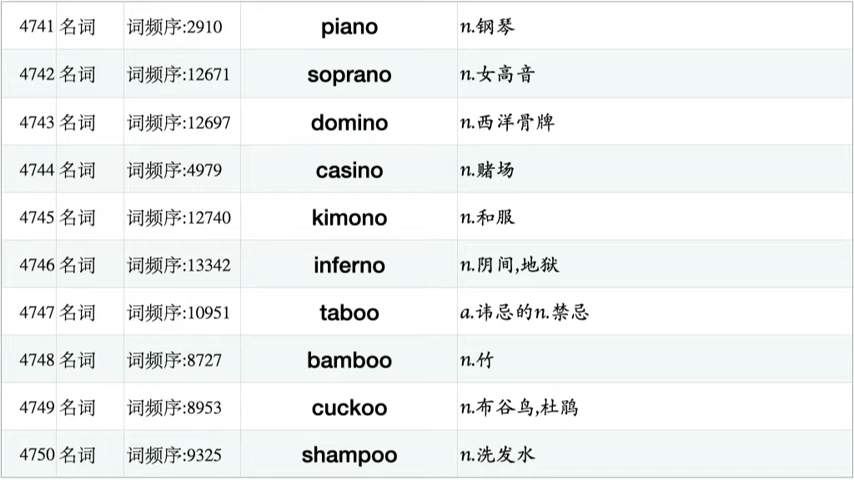 4741 名词 词频序:2910 piano n.钢琴
4742 名词 词频序:12671 soprano n.女高音
4743 名词 词频序:12697 domino n.西洋骨牌
4744 名词 词频序:4979 casino n.赌场
4745 名词 词频序:12740 kimono n.和服
4746 名词 词频序:13342 inferno n.阴间,地狱
4747 名词 词频序:10951 taboo a.讳忌的n.禁忌
4748 名词 词频序:8727 bamboo n.竹
4749 名词 词频序:8953 cuckoo n.布谷鸟,杜鹃
4750 名词 词频序:9325 shampoo n.洗发水